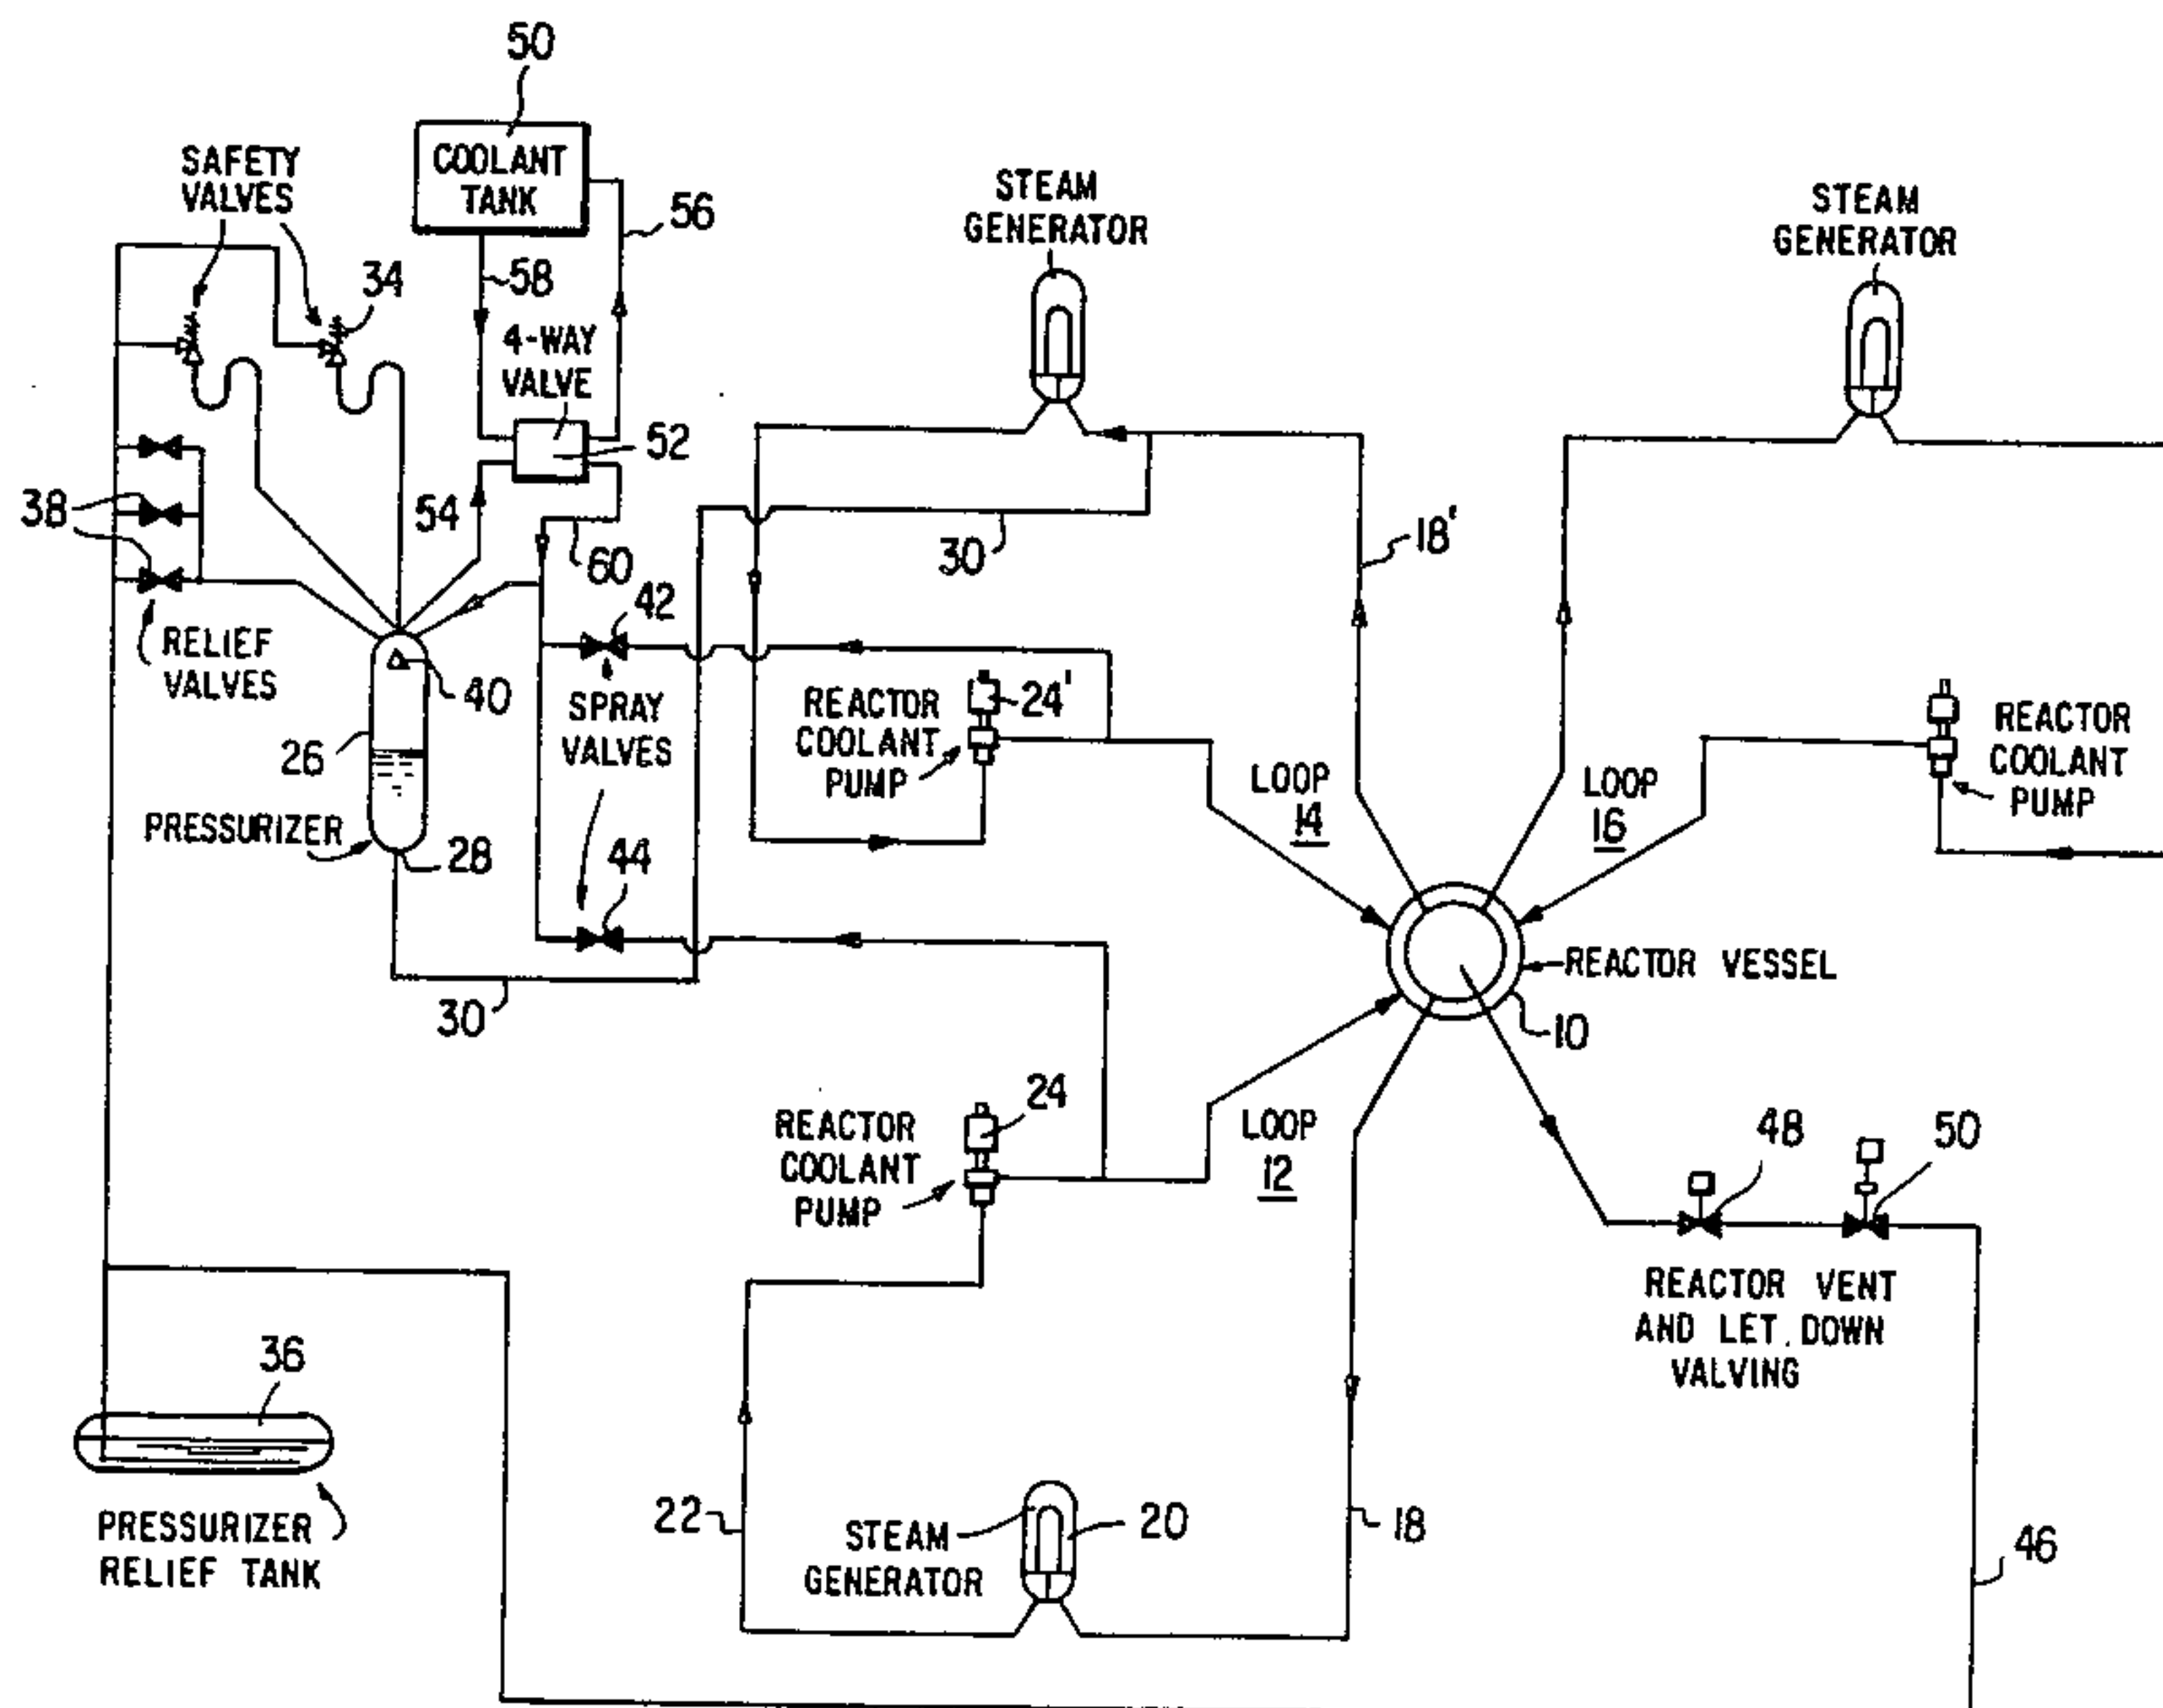 50
COOLANT
TANK
SAFETY
VALVES
56
58
34
4-WAY
VALVE
52
54
38
60
RELIEF
VALVES
40
26
PRESSURIZER
28
STEAM
GENERATOR
STEAM
GENERATOR
30
18'
42
SPRAY
VALVES
REACTOR
COOLANT
PUMP
24'
LOOP
14
LOOP
16
REACTOR
COOLANT
PUMP
44
30
REACTOR VESSEL
10
REACTOR
COOLANT
PUMP
24
LOOP
12
48
50
REACTOR VENT
AND LET. DOWN
VALVING
36
PRESSURIZER
RELIEF TANK
22
STEAM
GENERATOR
20
18
46